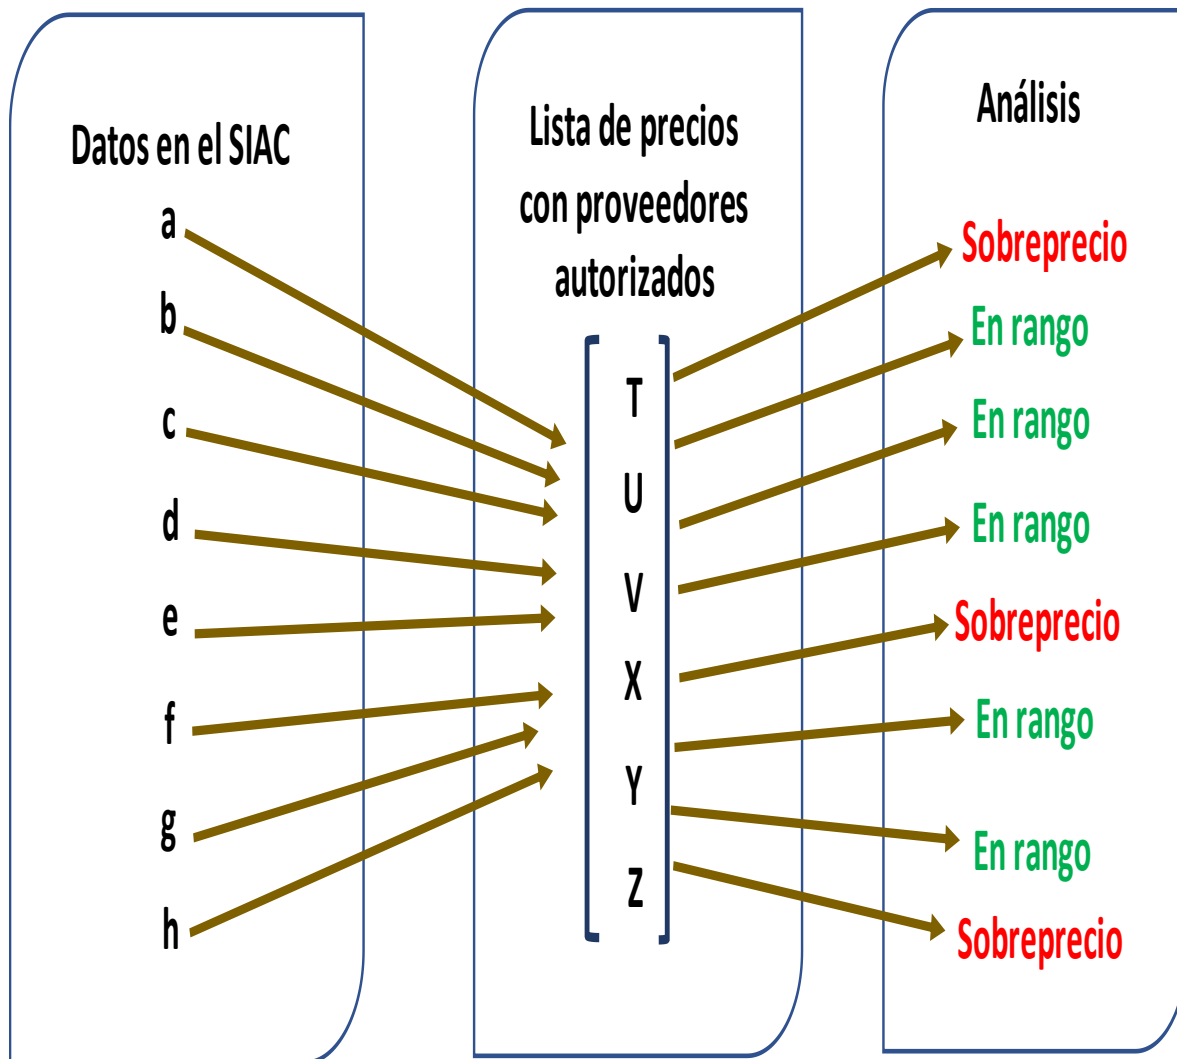 Datos en el SIAC
a
b
c
d
e
f
g
h
Lista de precios
con proveedores
autorizados
T
U
V
X
Y
Z
Análisis
Sobreprecio
En rango
En rango
En rango
Sobreprecio
En rango
En rango
Sobreprecio